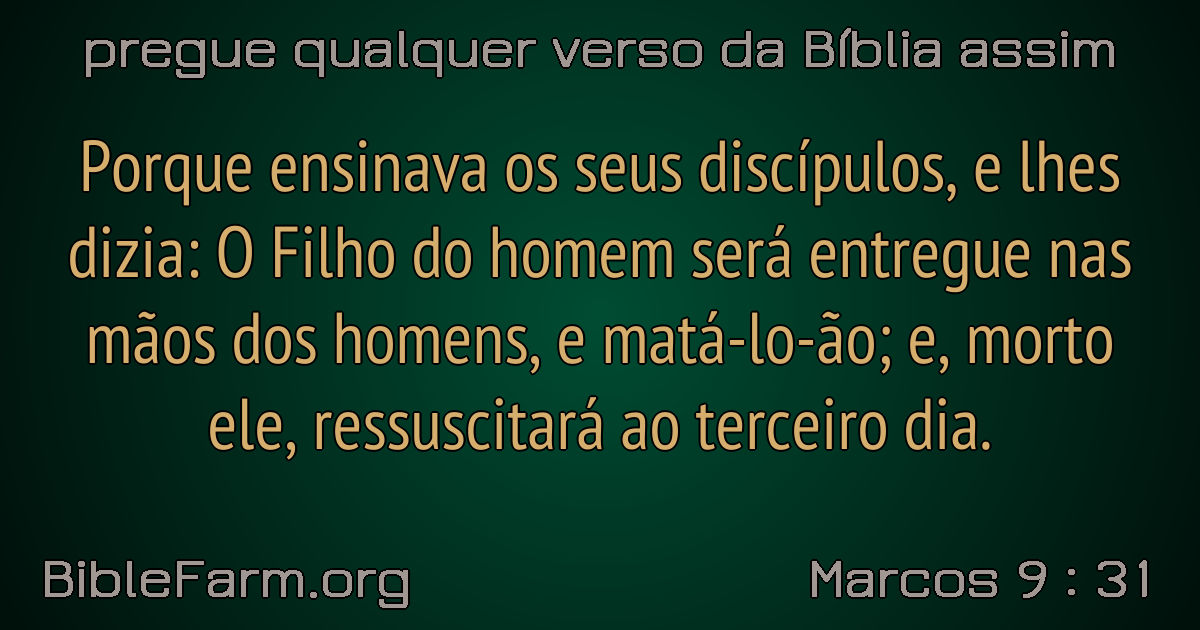 pregue qualquer verso da Bíblia assim
Porque ensinava os seus discípulos, e lhes
dizia: O Filho do homem será entregue nas
mãos dos homens, e matá-lo-ão; e, morto
ele, ressuscitará ao terceiro dia.
BibleFarm.org
Marcos 9 : 31